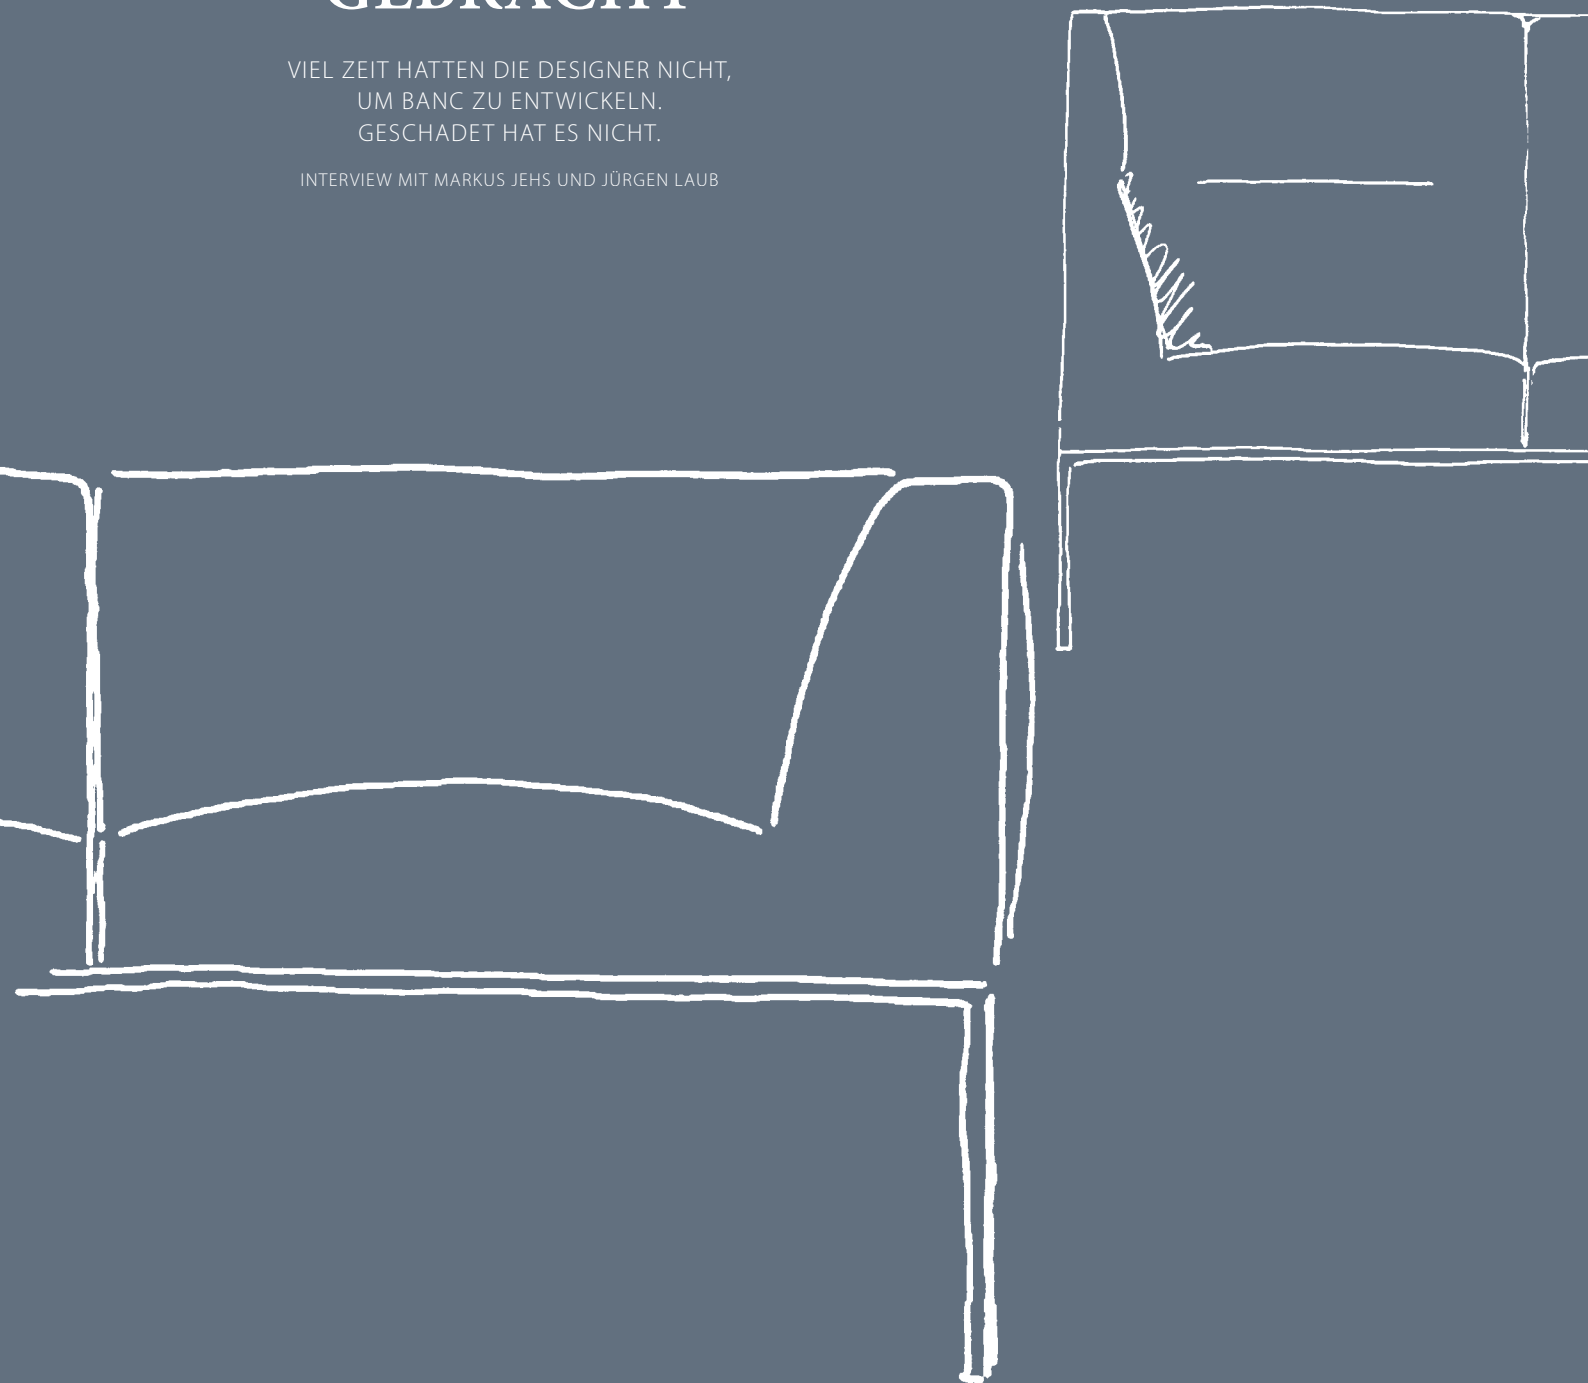 GEBRACHT
VIEL ZEIT HATTEN DIE DESIGNER NICHT,
UM BANC ZU ENTWICKELN.
GESCHADET HAT ES NICHT.
INTERVIEW MIT MARKUS JEHS UND JÜRGEN LAUB